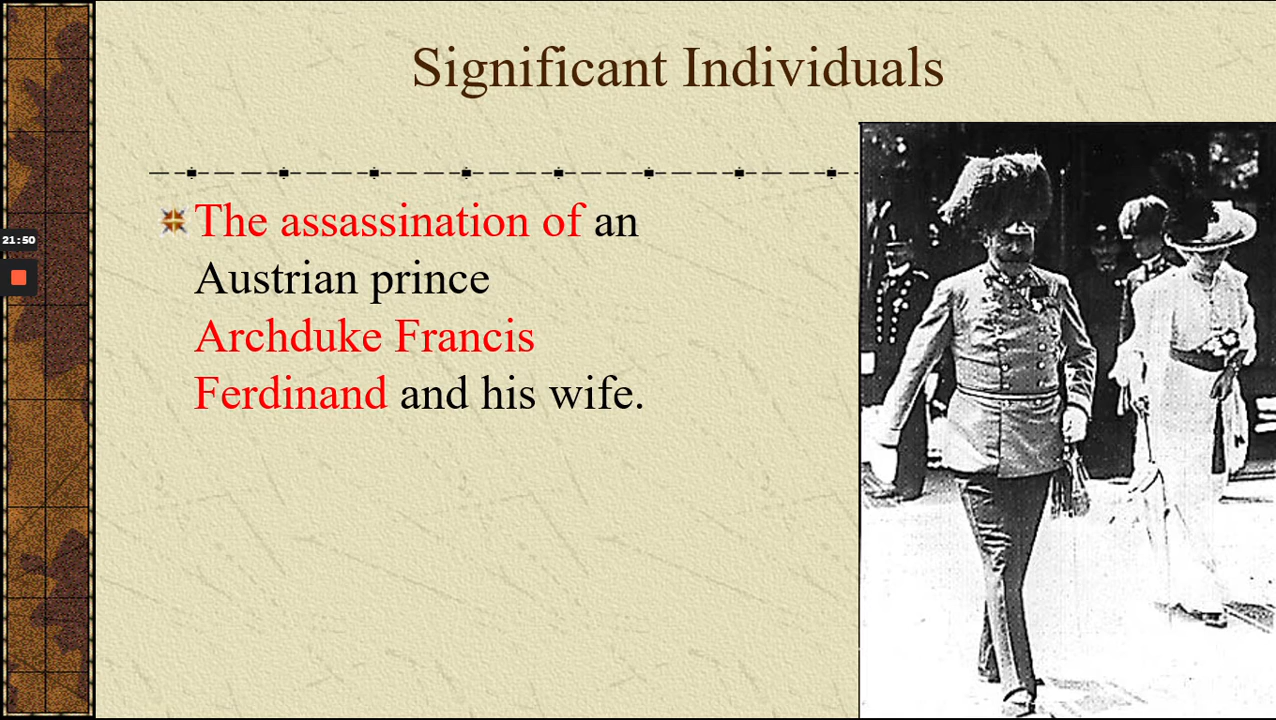 Significant Individuals
The assassination of an
Austrian prince
Archduke Francis
Ferdinand and his wife.
21:50